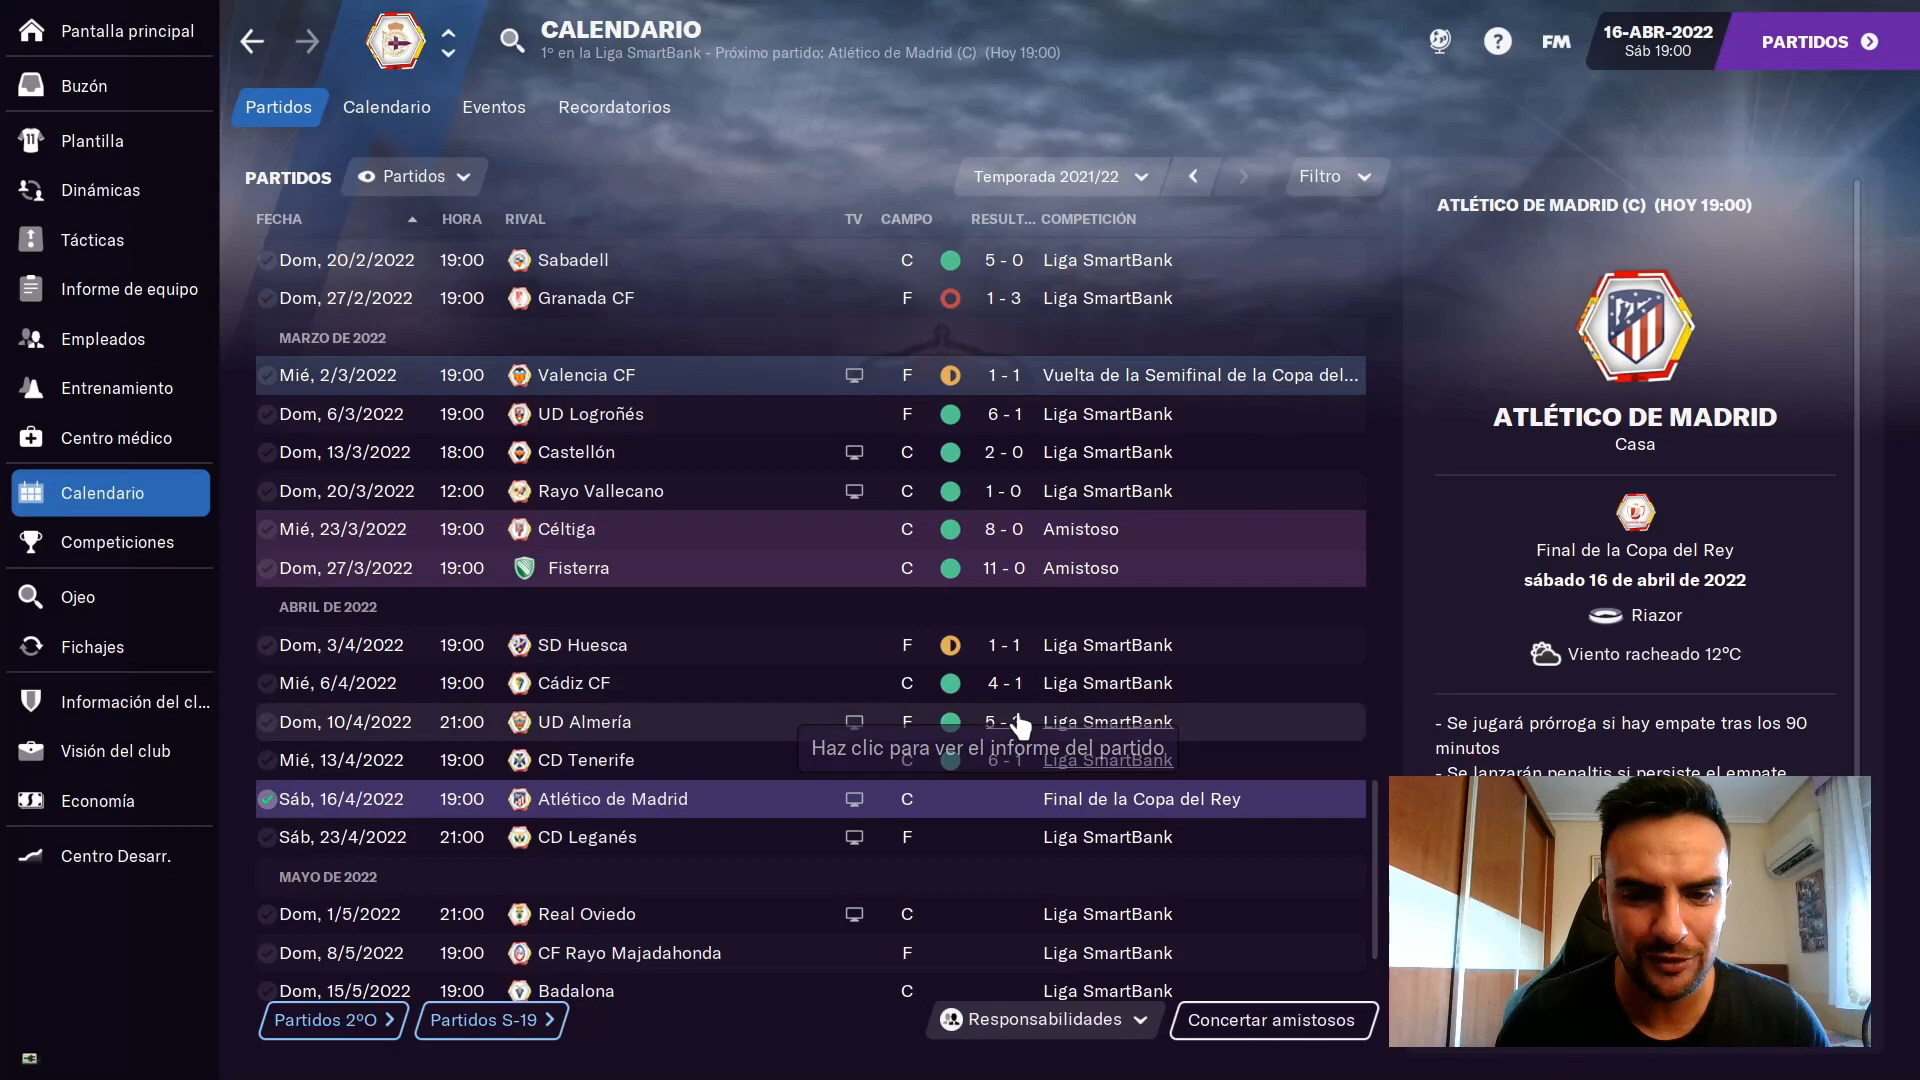 Pantalla principal
Buzón
Plantilla
Dinámicas
Tácticas
Informe de equipo
Empleados
Entrenamiento
Centro médico
Calendario
Competiciones
Ojeo
Fichajes
Información del cl...
Visión del club
Economía
Centro Desarr.
CALENDARIO
1º en la Liga SmartBank - Próximo partido: Atlético de Madrid (C) (Hoy 19:00)
FM
16-ABR-2022
Sáb 19:00
PARTIDOS
Partidos Calendario Eventos Recordatorios
PARTIDOS Partidos Temporada 2021/22 Filtro
FECHA HORA RIVAL TV CAMPO RESULT... COMPETICIÓN
Dom, 20/2/2022 19:00 Sabadell C 5 - 0 Liga SmartBank
Dom, 27/2/2022 19:00 Granada CF F 1 - 3 Liga SmartBank
MARZO DE 2022
Mié, 2/3/2022 19:00 Valencia CF F 1 - 1 Vuelta de la Semifinal de la Copa del...
Dom, 6/3/2022 19:00 UD Logroñés F 6 - 1 Liga SmartBank
Dom, 13/3/2022 18:00 Castellón C 2 - 0 Liga SmartBank
Dom, 20/3/2022 12:00 Rayo Vallecano C 1 - 0 Liga SmartBank
Mié, 23/3/2022 19:00 Céltiga C 8 - 0 Amistoso
Dom, 27/3/2022 19:00 Fisterra C 11 - 0 Amistoso
ABRIL DE 2022
Dom, 3/4/2022 19:00 SD Huesca F 1 - 1 Liga SmartBank
Mié, 6/4/2022 19:00 Cádiz CF C 4 - 1 Liga SmartBank
Dom, 10/4/2022 21:00 UD Almería F 5 - Liga SmartBank
Haz clic para ver el informe del partido
Mié, 13/4/2022 19:00 CD Tenerife C 6 - 1 Liga SmartBank
Sáb, 16/4/2022 19:00 Atlético de Madrid C Final de la Copa del Rey
Sáb, 23/4/2022 21:00 CD Leganés F Liga SmartBank
MAYO DE 2022
Dom, 1/5/2022 21:00 Real Oviedo C Liga SmartBank
Dom, 8/5/2022 19:00 CF Rayo Majadahonda F Liga SmartBank
Dom, 15/5/2022 19:00 Badalona C Liga SmartBank
Partidos 2ºO Partidos S-19 Responsabilidades Concertar amistosos
ATLÉTICO DE MADRID (C) (HOY 19:00)
ATLÉTICO DE MADRID
Casa
Final de la Copa del Rey
sábado 16 de abril de 2022
Riazor
Viento racheado 12ºC
- Se jugará prórroga si hay empate tras los 90
minutos
- Se lanzarán penaltis si persiste el empate